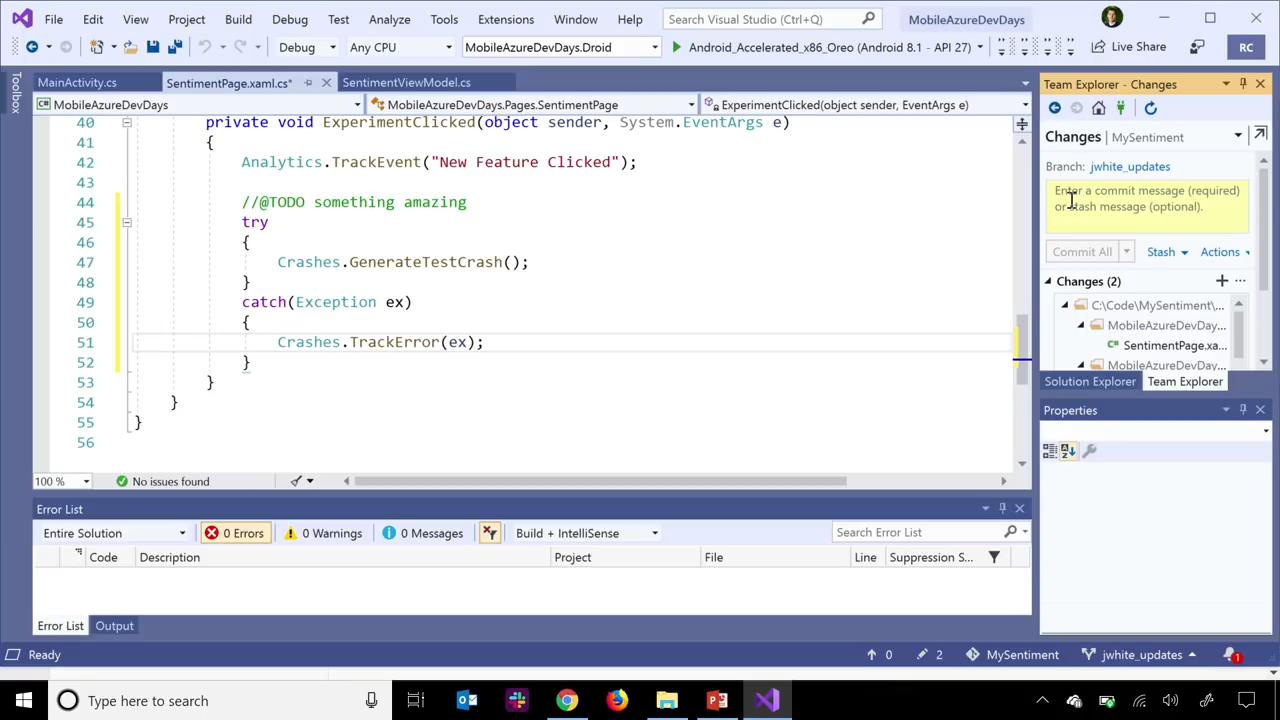 File Edit View Project Build Debug Test Analyze Tools Extensions Window Help Search Visual Studio (Ctrl+Q) MobileAzureDevDays
Debug Any CPU MobileAzureDevDays.Droid Android_Accelerated_x86_Oreo (Android 8.1 - API 27) Live Share RC
Toolbox
MainActivity.cs SentimentPage.xaml.cs* SentimentViewModel.cs
MobileAzureDevDays MobileAzureDevDays.Pages.SentimentPage ExperimentClicked(object sender, EventArgs e)
40 private void ExperimentClicked(object sender, System.EventArgs e)
41 {
42 Analytics.TrackEvent("New Feature Clicked");
43
44 //@TODO something amazing
45 try
46 {
47 Crashes.GenerateTestCrash();
48 }
49 catch(Exception ex)
50 {
51 Crashes.TrackError(ex);
52 }
53 }
54 }
55 }
56
100 % No issues found
Team Explorer - Changes
Changes | MySentiment
Branch: jwhite_updates
Enter a commit message (required)
or stash message (optional).
Commit All Stash Actions
Changes (2)
C:\Code\MySentiment\...
MobileAzureDevDay...
SentimentPage.xa...
MobileAzureDevDay...
Solution Explorer Team Explorer
Properties
Error List
Entire Solution 0 Errors 0 Warnings 0 Messages Build + IntelliSense Search Error List
Code Description Project File Line Suppression S...
Error List Output
Ready 0 2 MySentiment jwhite_updates 1
Type here to search